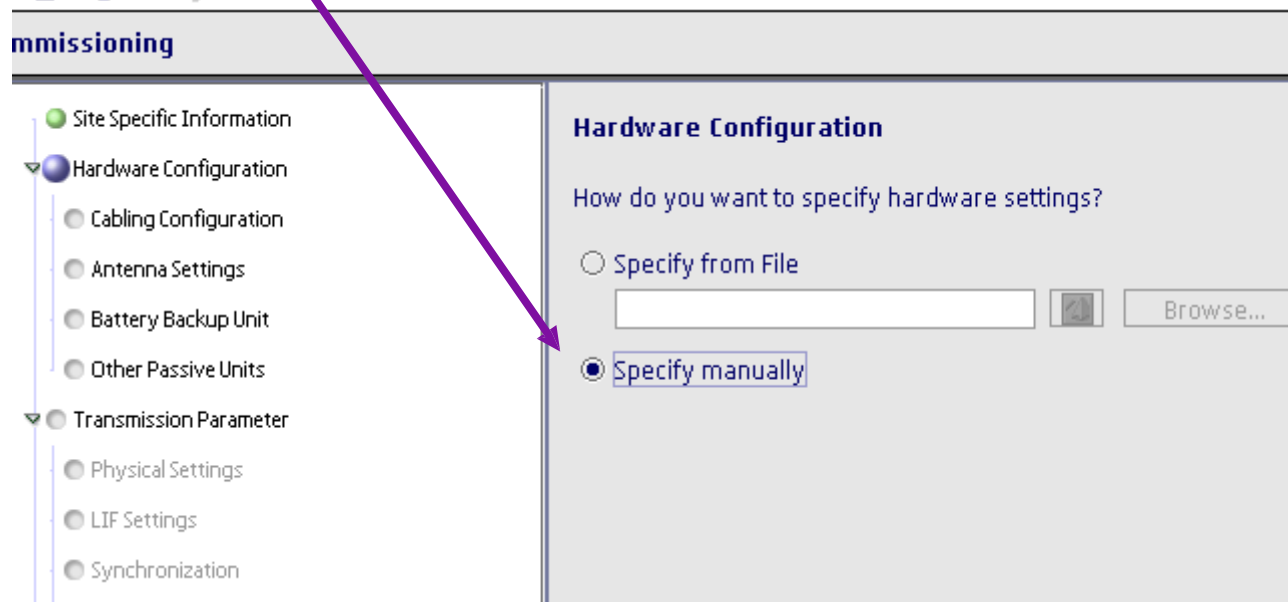 mmissioning
Site Specific Information
Hardware Configuration
Cabling Configuration
Antenna Settings
Battery Backup Unit
Other Passive Units
Transmission Parameter
Physical Settings
LIF Settings
Synchronization
Hardware Configuration
How do you want to specify hardware settings?
Specify from File
Browse...
Specify manually